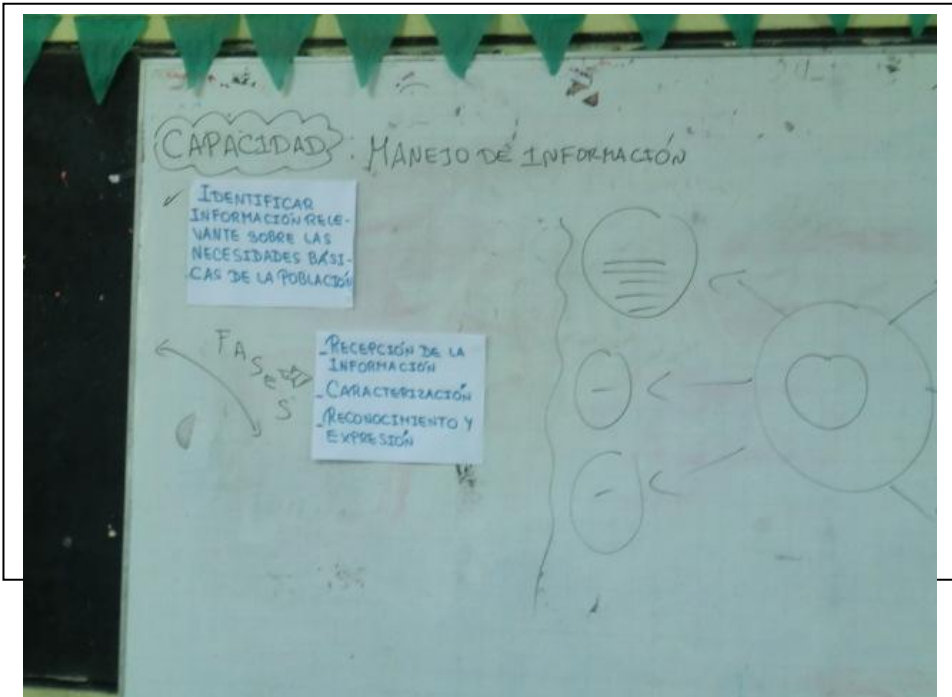 CAPACIDAD: MANEJO DE INFORMACIÓN
✓ IDENTIFICAR
INFORMACIÓN RELE-
VANTE SOBRE LAS
NECESIDADES BÁSI-
CAS DE LA POBLACIÓN
FASES
- RECEPCIÓN DE LA
INFORMACIÓN
- CARACTERIZACIÓN
- RECONOCIMIENTO Y
EXPRESIÓN